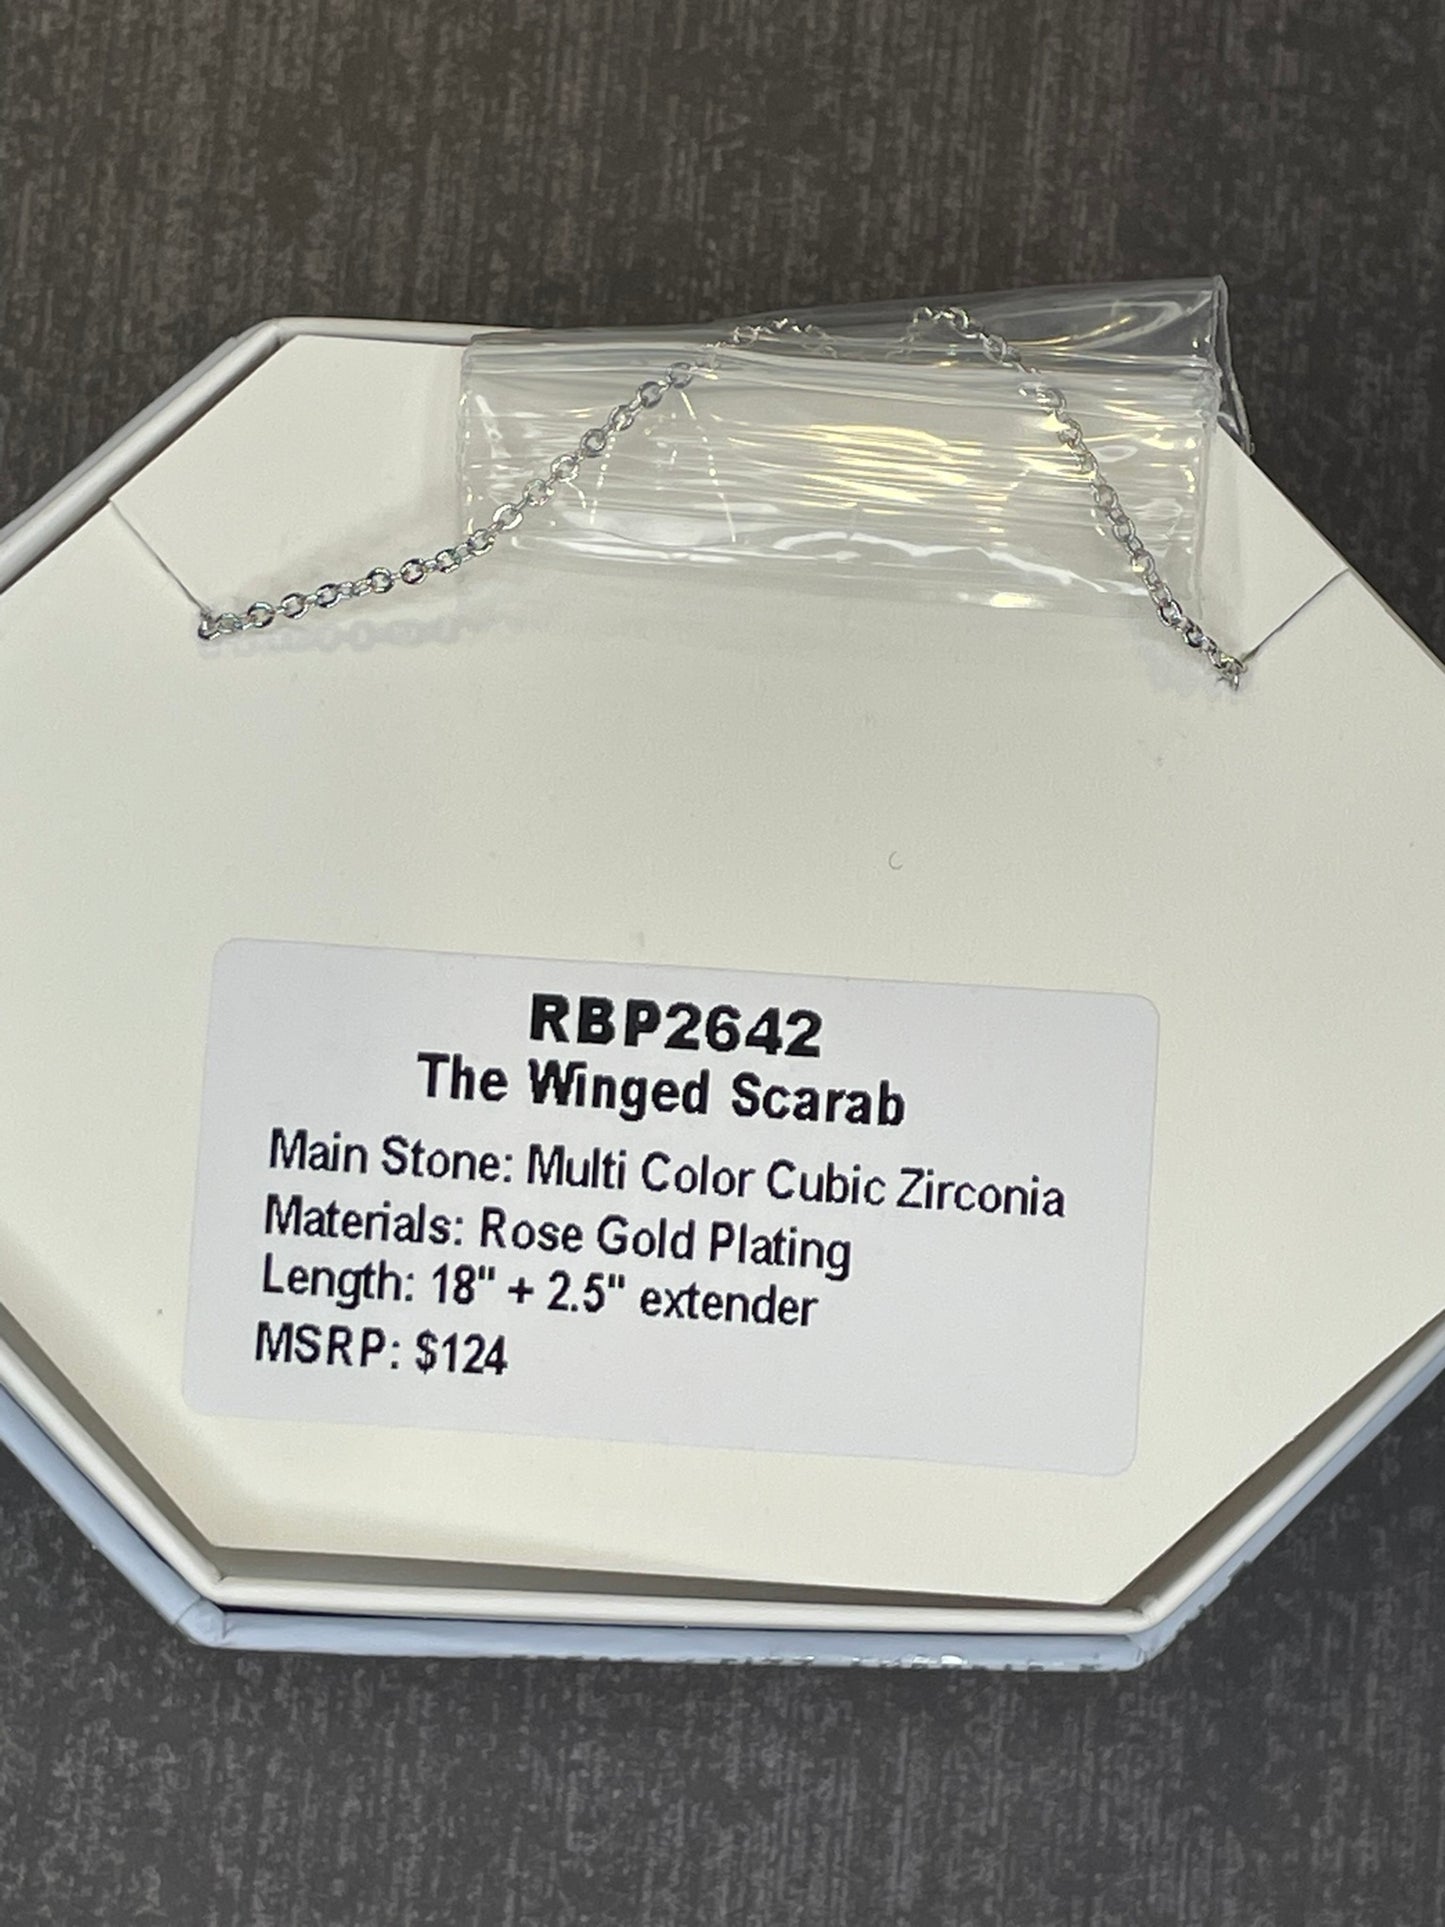 RBP2642
The Winged Scarab
Main Stone: Multi Color Cubic Zirconia
Materials: Rose Gold Plating
Length: 18" + 2.5" extender
MSRP: $124